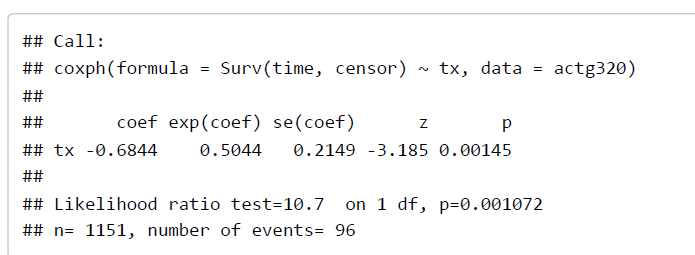 ## Call:
## coxph(formula = Surv(time, censor) ~ tx, data = actg320)
##
##       coef exp(coef) se(coef)      z       p
## tx -0.6844    0.5044   0.2149 -3.185 0.00145
##
## Likelihood ratio test=10.7  on 1 df, p=0.001072
## n= 1151, number of events= 96